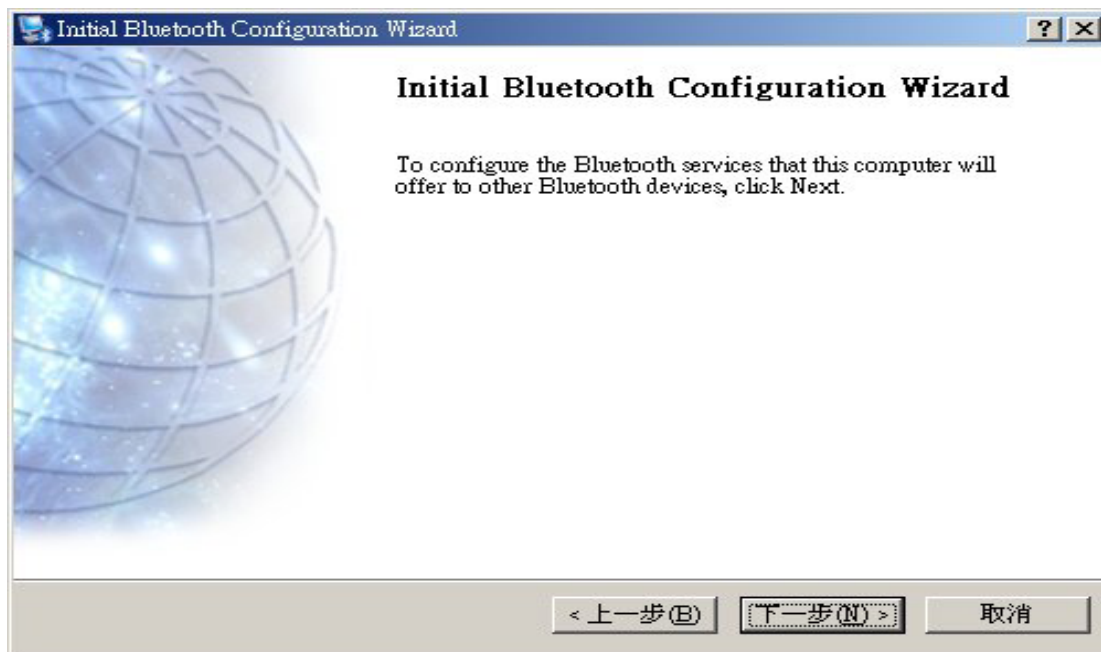 Initial Bluetooth Configuration Wizard
Initial Bluetooth Configuration Wizard
To configure the Bluetooth services that this computer will
offer to other Bluetooth devices, click Next.
< 上一步(B)
下一步(N) >
取消